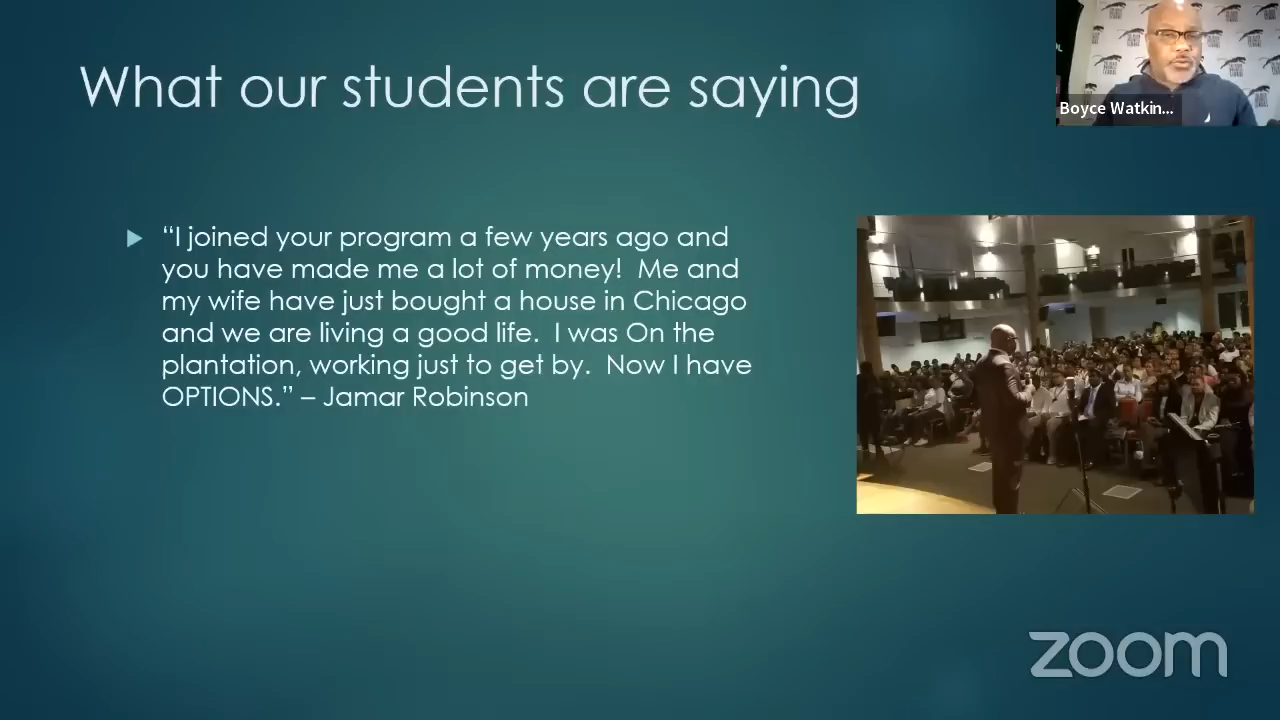 What our students are saying
Boyce Watkin...
“I joined your program a few years ago and
you have made me a lot of money!  Me and
my wife have just bought a house in Chicago
and we are living a good life.  I was On the
plantation, working just to get by.  Now I have
OPTIONS.” – Jamar Robinson
zoom